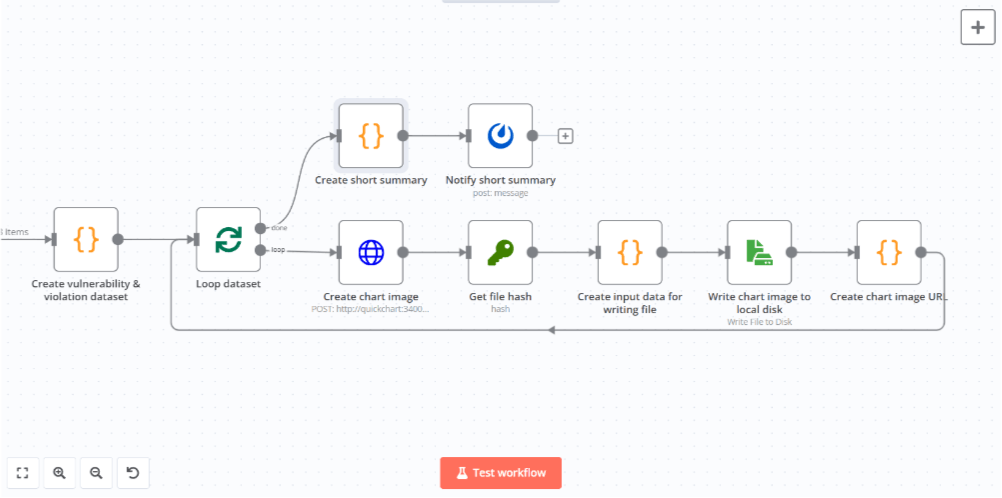 Create short summary
Notify short summary
post: message
Items
done
loop
Create vulnerability &
violation dataset
Loop dataset
Create chart image
POST: http://quickchart:3400...
Get file hash
hash
Create input data for
writing file
Write chart image to
local disk
Write File to Disk
Create chart image URL
Test workflow